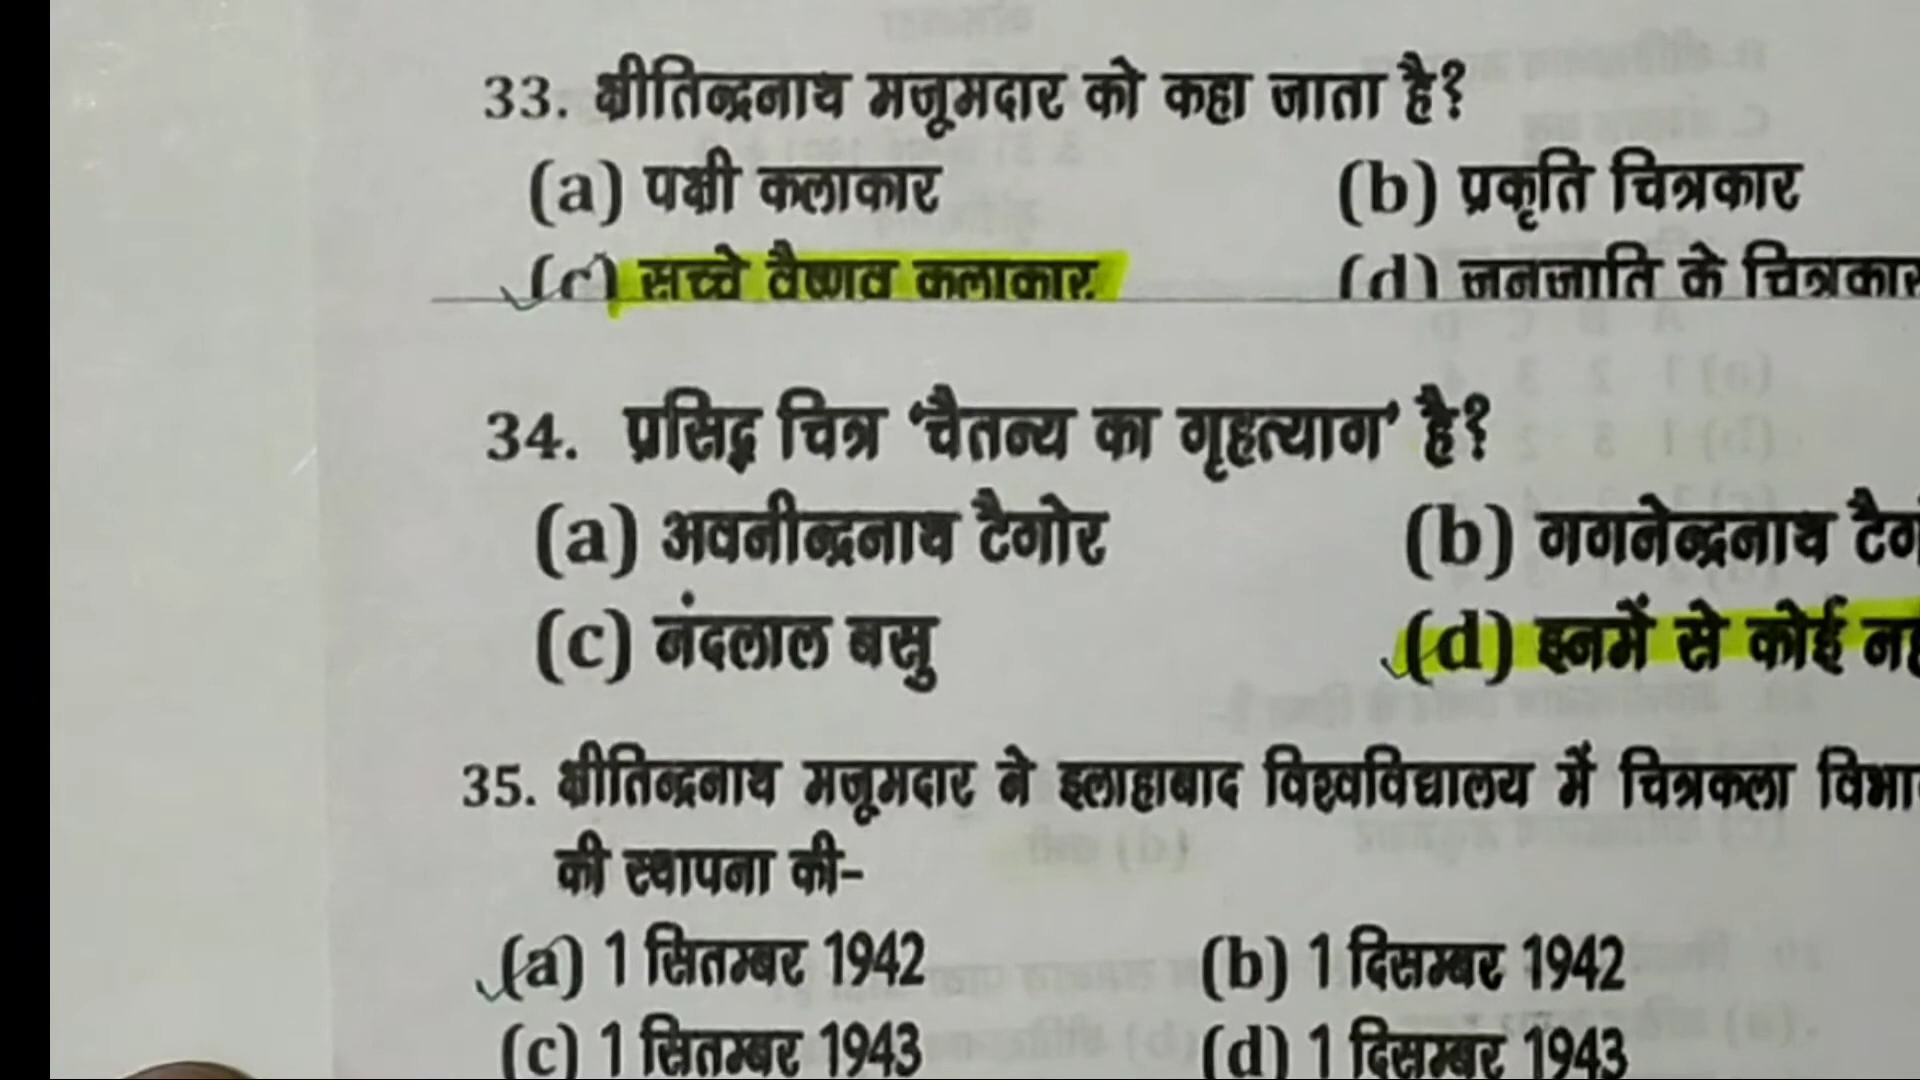 33. क्षीतिन्द्रनाथ मजूमदार को कहा जाता है?
(a) पक्षी कलाकार (b) प्रकृति चित्रकार
(c) सच्चे वैष्णव कलाकार (d) जनजाति के चित्रकार
34. प्रसिद्ध चित्र 'चैतन्य का गृहत्याग' है?
(a) अवनीन्द्रनाथ टैगोर (b) गगनेन्द्रनाथ
(c) नंदलाल बसु (d) इनमें से कोई
35. क्षीतिन्द्रनाथ मजूमदार ने इलाहाबाद विश्वविद्यालय में चित्रकला
की स्थापना की-
(a) 1 सितम्बर 1942 (b) 1 दिसम्बर 1942
(c) 1 सितम्बर 1943 (d) 1 दिसम्बर 1943